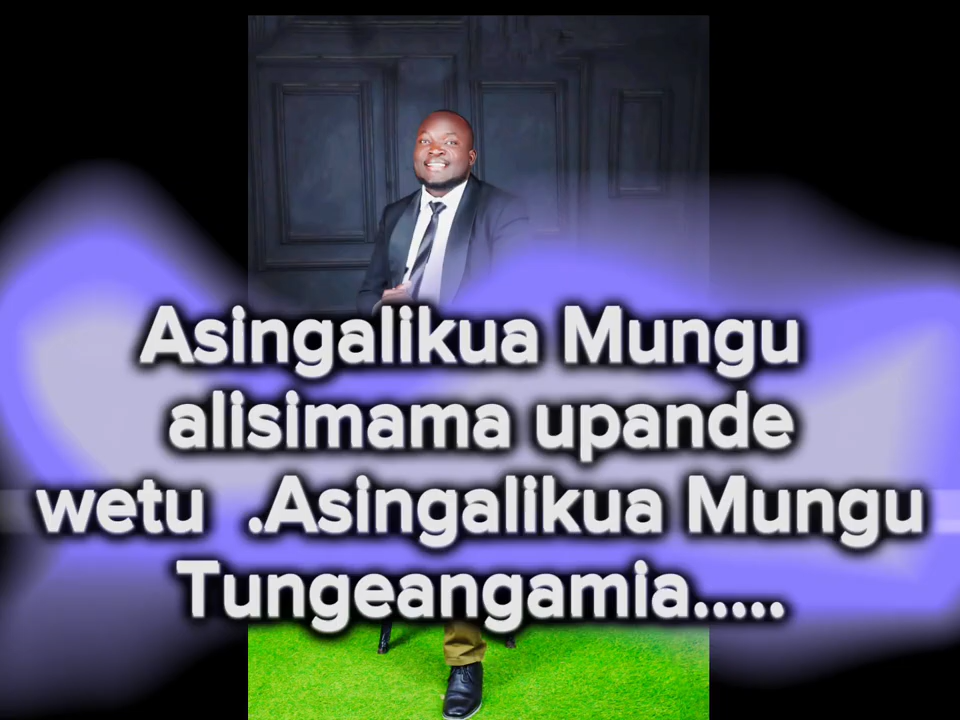 Asingalikua Mungu
alisimama upande
wetu .Asingalikua Mungu
Tungeangamia.....